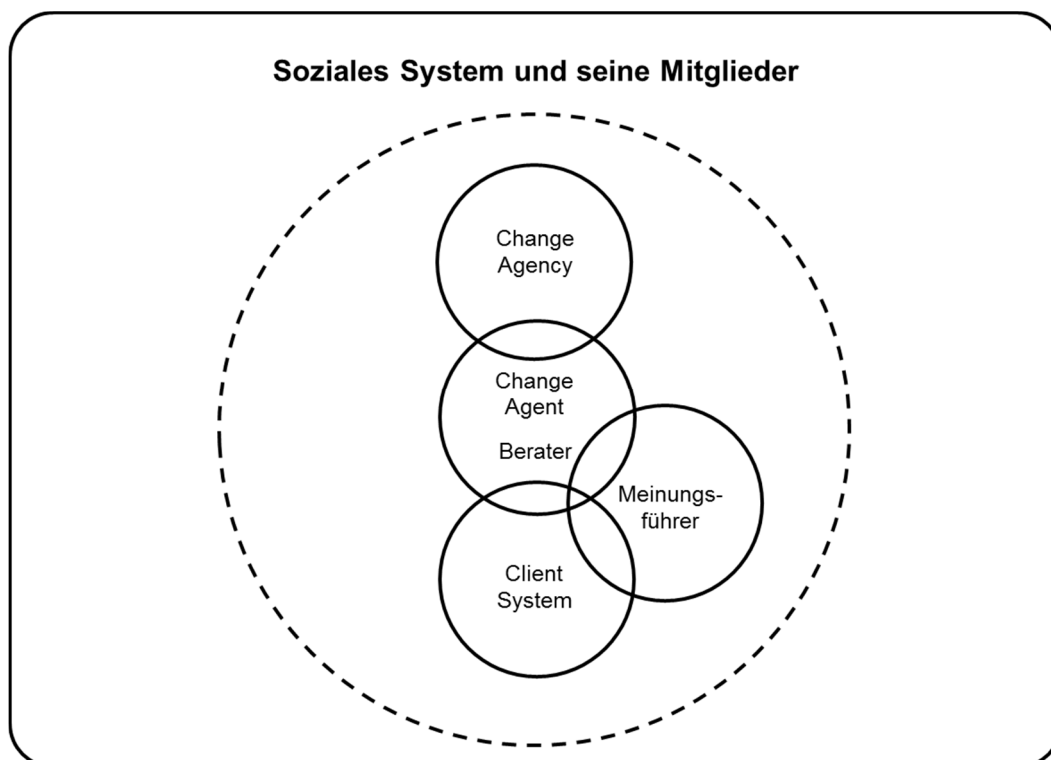 Soziales System und seine Mitglieder
Change
Agency
Change
Agent
Berater
Meinungs-
führer
Client
System